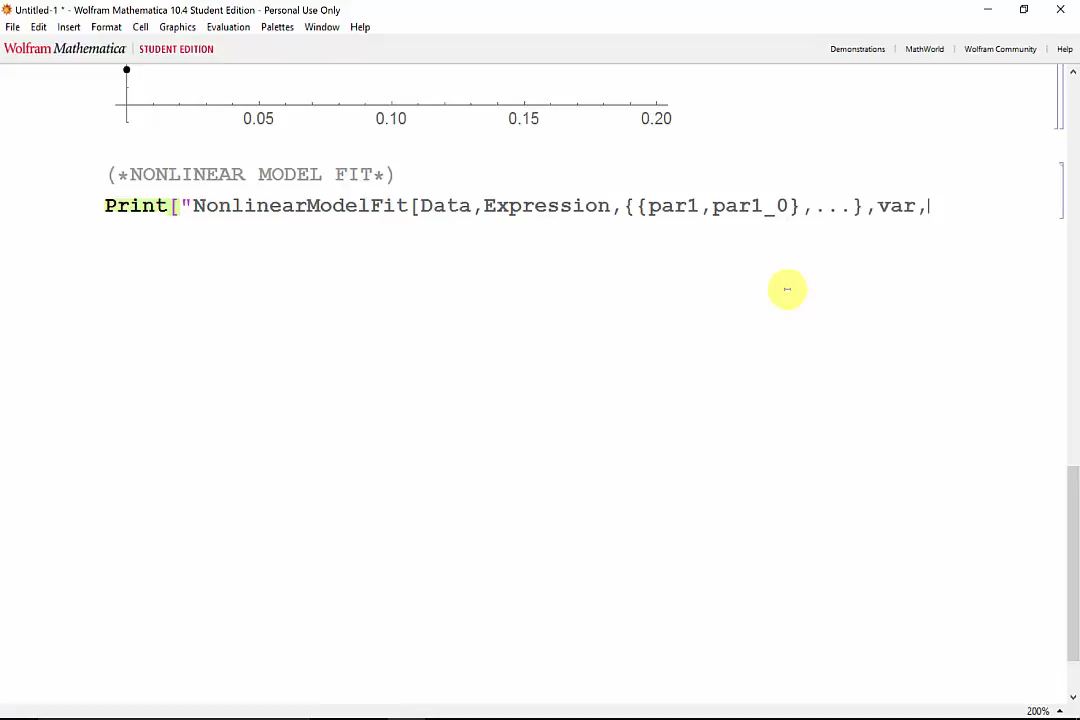 Untitled-1 * - Wolfram Mathematica 10.4 Student Edition - Personal Use Only
File Edit Insert Format Cell Graphics Evaluation Palettes Window Help
Wolfram Mathematica STUDENT EDITION Demonstrations MathWorld Wolfram Community Help
0.05 0.10 0.15 0.20
(*NONLINEAR MODEL FIT*)
Print["NonlinearModelFit[Data,Expression,{{par1,par1_0},...},var,
200%